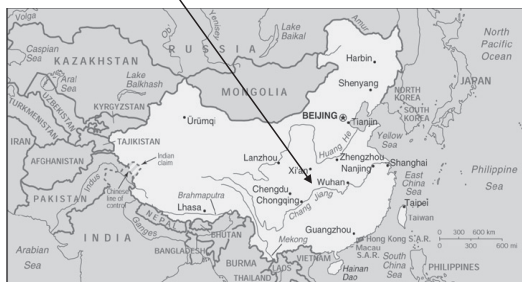 Volga
Ob
Yenisey
Lake
Baikal
Amur
North
Pacific
Ocean
RUSSIA
Caspian
Sea
KAZAKHSTAN
Harbin
Aral
Sea
Lake
Balkhash
MONGOLIA
Shenyang
JAPAN
UZBEKISTAN
TURKMENISTAN
KYRGYZSTAN
Ürümqi
BEIJING
Tianjin
NORTH
KOREA
SOUTH
KOREA
IRAN
TAJIKISTAN
AFGHANISTAN
Indian
claim
Lanzhou
Huang He
Yellow
Sea
Xi'an
Zhengzhou
Nanjing
Shanghai
Indus
Chinese
line of
control
PAKISTAN
Brahmaputra
Lhasa
Chengdu
Chongqing
Wuhan
Chang Jiang
East
China
Sea
Philippine
Sea
NEPAL
Ganges
BHUTAN
Taipei
Taiwan
INDIA
BANGLADESH
Mekong
Guangzhou
Hong Kong S.A.R.
Macau
S.A.R.
0 300 600 km
0 300 600 mi
Arabian
Sea
BURMA
LAOS
VIETNAM
THAILAND
Hainan
Dao
South
China
Sea
PHILIPPINES